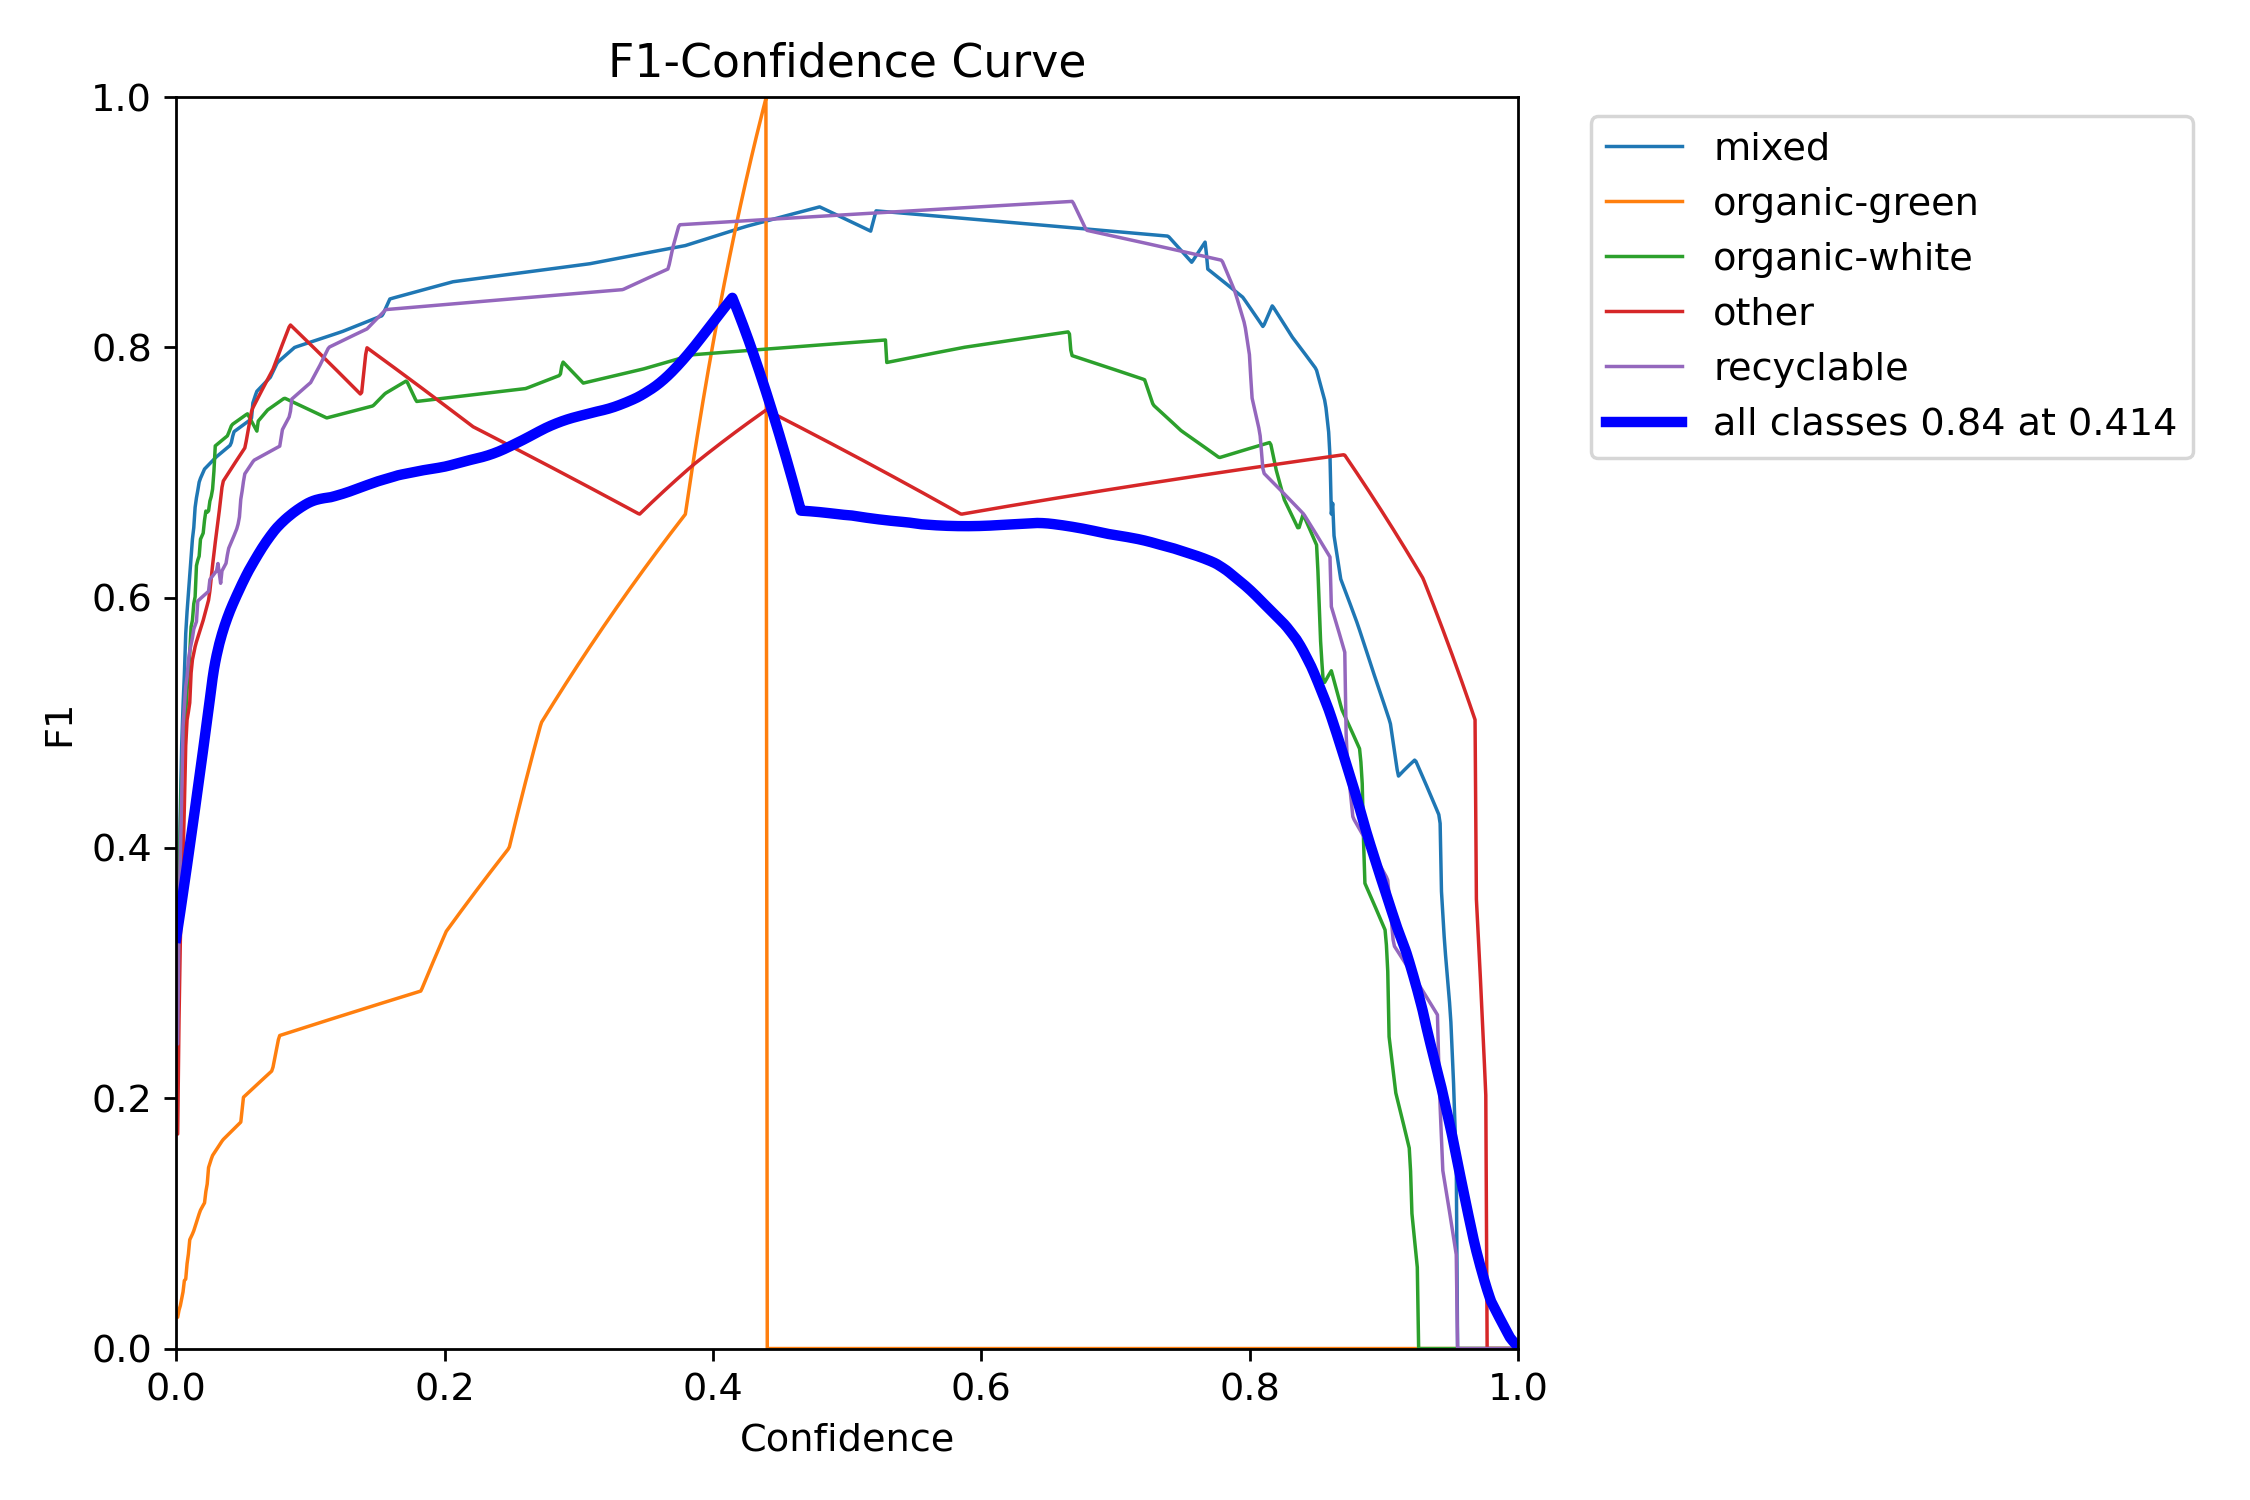 F1-Confidence Curve
1.0
0.8
0.6
0.4
0.2
0.0
F1
0.0 0.2 0.4 0.6 0.8 1.0
Confidence
mixed
organic-green
organic-white
other
recyclable
all classes 0.84 at 0.414